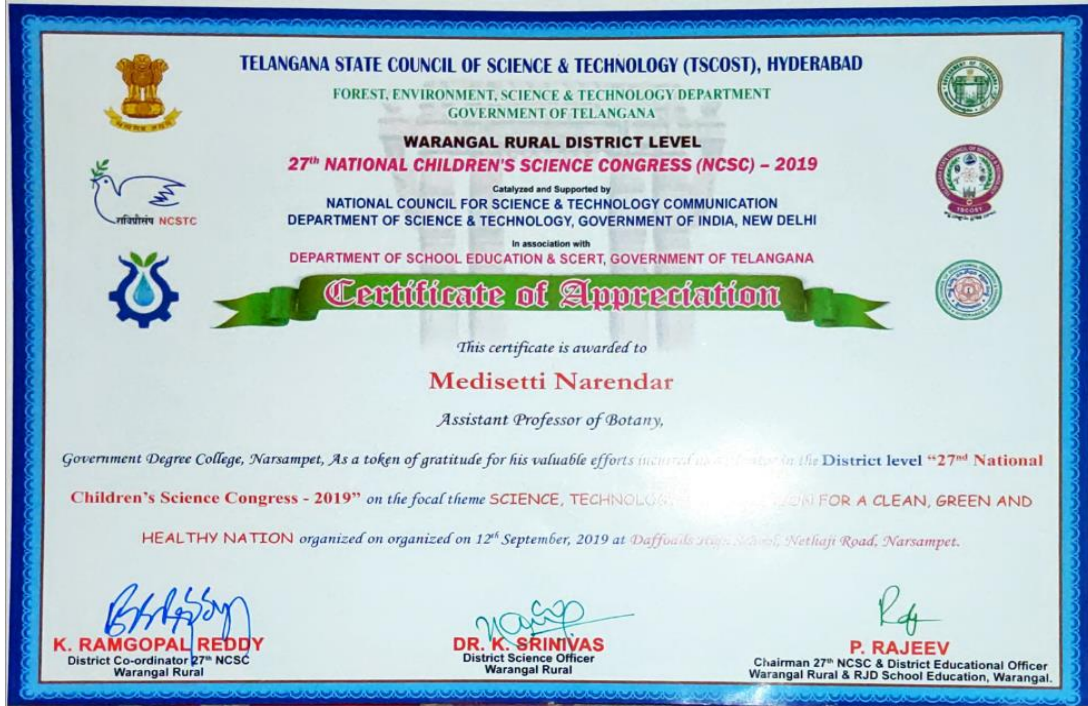 TELANGANA STATE COUNCIL OF SCIENCE & TECHNOLOGY (TSCOST), HYDERABAD
FOREST, ENVIRONMENT, SCIENCE & TECHNOLOGY DEPARTMENT
GOVERNMENT OF TELANGANA
WARANGAL RURAL DISTRICT LEVEL
27th NATIONAL CHILDREN'S SCIENCE CONGRESS (NCSC) – 2019
Catalyzed and Supported by
NATIONAL COUNCIL FOR SCIENCE & TECHNOLOGY COMMUNICATION
DEPARTMENT OF SCIENCE & TECHNOLOGY, GOVERNMENT OF INDIA, NEW DELHI
In association with
DEPARTMENT OF SCHOOL EDUCATION & SCERT, GOVERNMENT OF TELANGANA
NCSTC
TSCOST
Certificate of Appreciation
This certificate is awarded to
Medisetti Narendar
Assistant Professor of Botany,
Government Degree College, Narsampet, As a token of gratitude for his valuable efforts in the District level “27nd National
Children's Science Congress - 2019” on the focal theme SCIENCE, FOR A CLEAN, GREEN AND
HEALTHY NATION organized on organized on 12th September, 2019 at Daffodils School, Nethaji Road, Narsampet.
K. RAMGOPAL REDDY
District Co-ordinator 27th NCSC
Warangal Rural
DR. K. SRINIVAS
District Science Officer
Warangal Rural
P. RAJEEV
Chairman 27th NCSC & District Educational Officer
Warangal Rural & RJD School Education, Warangal.